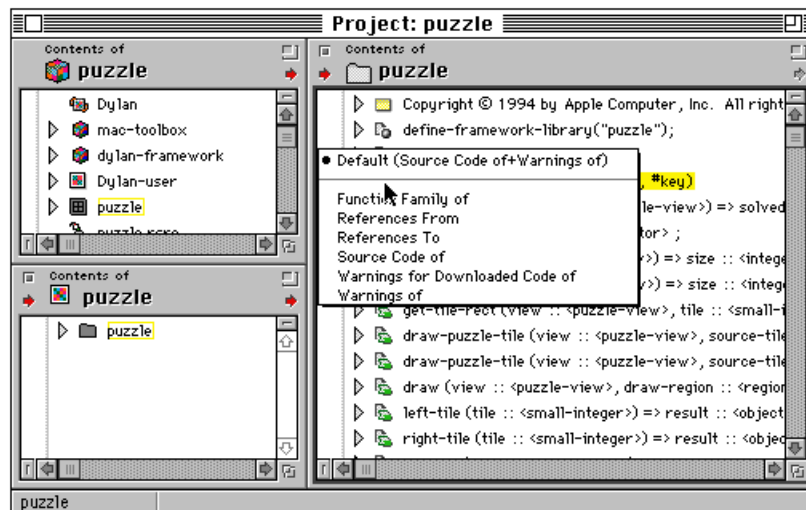 Project: puzzle
Contents of
puzzle
Dylan
mac-toolbox
dylan-framework
Dylan-user
puzzle
puzzle.rsrc
Contents of
puzzle
puzzle
Contents of
puzzle
Copyright © 1994 by Apple Computer, Inc. All right
define-framework-library("puzzle");
Default (Source Code of+Warnings of)
Function Family of
References From
References To
Source Code of
Warnings for Downloaded Code of
Warnings of
, #key)
le-view>) => solved
tor> ;
>) => size :: <intege
>) => size :: <intege
get-tile-rect (view :: <puzzle-view>, tile :: <small-i
draw-puzzle-tile (view :: <puzzle-view>, source-tile
draw-puzzle-tile (view :: <puzzle-view>, source-tile
draw (view :: <puzzle-view>, draw-region :: <region
left-tile (tile :: <small-integer>) => result :: <object
right-tile (tile :: <small-integer>) => result :: <objec
puzzle